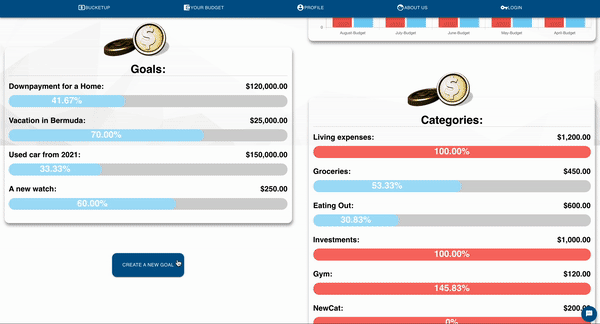 BUCKETUP
YOUR BUDGET
PROFILE
ABOUT US
LOGIN
Goals:
Downpayment for a Home: $120,000.00
41.67%
Vacation in Bermuda: $25,000.00
70.00%
Used car from 2021: $150,000.00
33.33%
A new watch: $250.00
60.00%
CREATE A NEW GOAL
0
August-Budget
July-Budget
June-Budget
May-Budget
April-Budget
Categories:
Living expenses: $1,200.00
100.00%
Groceries: $450.00
53.33%
Eating Out: $600.00
30.83%
Investments: $1,000.00
100.00%
Gym: $120.00
145.83%
NewCat: $200.00
0%